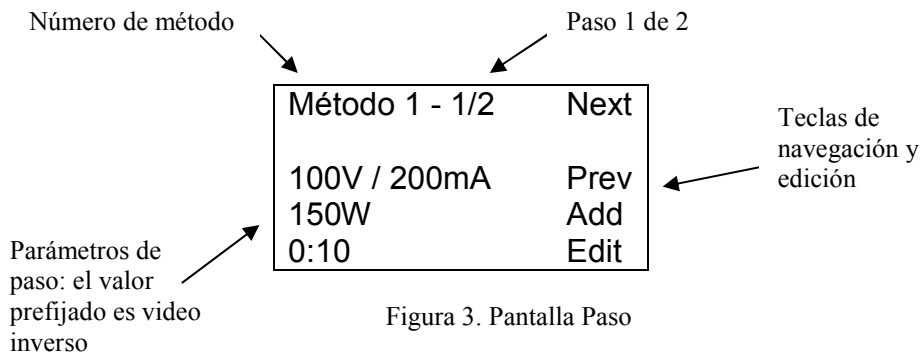 Número de método
Paso 1 de 2
Método 1 - 1/2 Next
100V / 200mA Prev
150W Add
0:10 Edit
Teclas de
navegación y
edición
Parámetros de
paso: el valor
prefijado es video
inverso
Figura 3. Pantalla Paso